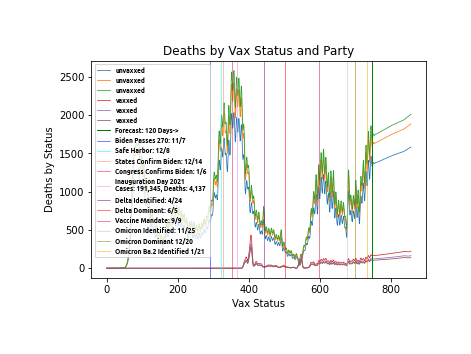 Deaths by Vax Status and Party
Deaths by Status
2500
2000
1500
1000
500
0
unvaxxed
unvaxxed
unvaxxed
vaxxed
vaxxed
vaxxed
Forecast: 120 Days->
Biden Passes 270: 11/7
Safe Harbor: 12/8
States Confirm Biden: 12/14
Congress Confirms Biden: 1/6
Inauguration Day 2021
Cases: 191,345, Deaths: 4,137
Delta Identified: 4/24
Delta Dominant: 6/5
Vaccine Mandate: 9/9
Omicron Identified: 11/25
Omicron Dominant 12/20
Omicron Ba.2 Identified 1/21
0 200 400 600 800
Vax Status